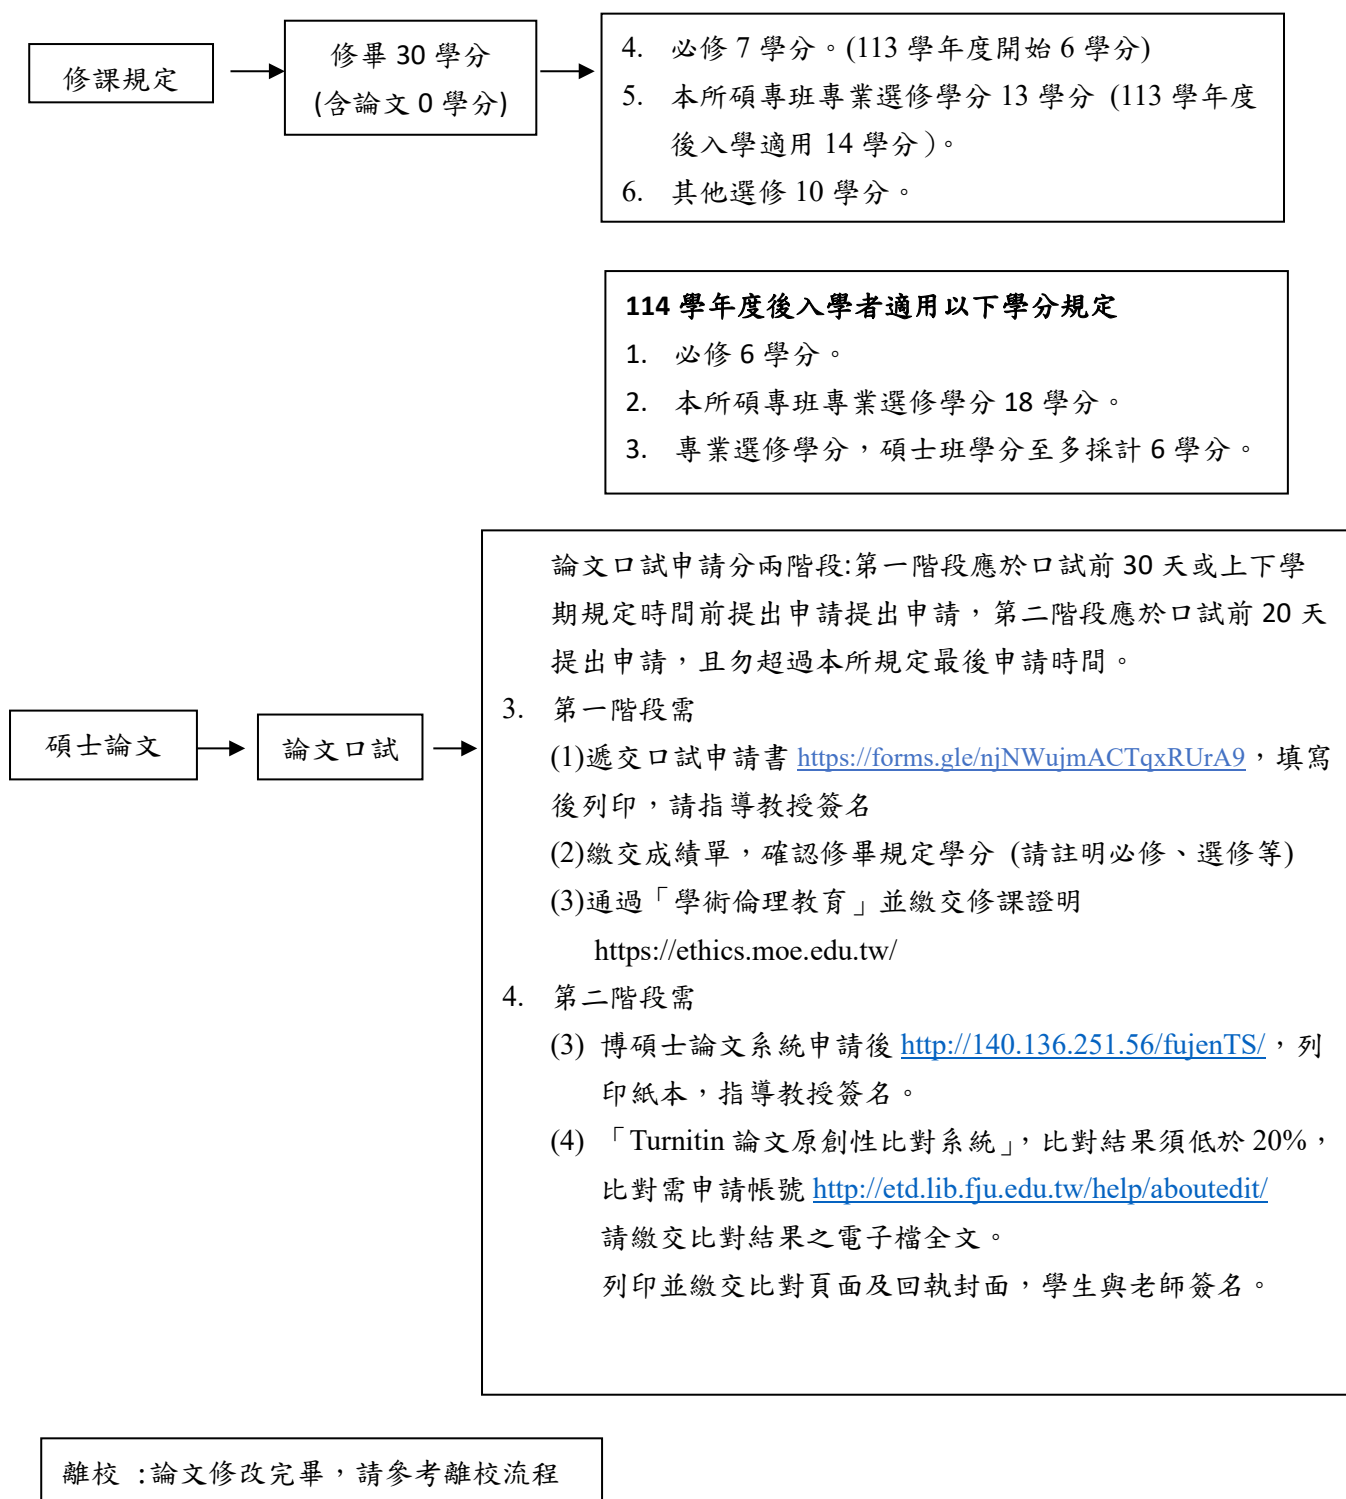 修課規定
修畢 30 學分
(含論文 0 學分)
4. 必修 7 學分。(113 學年度開始 6 學分)
5. 本所碩專班專業選修學分 13 學分 (113 學年度
後入學適用 14 學分)。
6. 其他選修 10 學分。
114 學年度後入學者適用以下學分規定
1. 必修 6 學分。
2. 本所碩專班專業選修學分 18 學分。
3. 專業選修學分，碩士班學分至多採計 6 學分。
碩士論文
論文口試
論文口試申請分兩階段:第一階段應於口試前 30 天或上下學
期規定時間前提出申請提出申請，第二階段應於口試前 20 天
提出申請，且勿超過本所規定最後申請時間。
3. 第一階段需
(1)遞交口試申請書 https://forms.gle/njNWujmACTqxRUrA9，填寫
後列印，請指導教授簽名
(2)繳交成績單，確認修畢規定學分 (請註明必修、選修等)
(3)通過「學術倫理教育」並繳交修課證明
https://ethics.moe.edu.tw/
4. 第二階段需
(3) 博碩士論文系統申請後 http://140.136.251.56/fujenTS/，列
印紙本，指導教授簽名。
(4) 「Turnitin 論文原創性比對系統」，比對結果須低於 20%，
比對需申請帳號 http://etd.lib.fju.edu.tw/help/aboutedit/
請繳交比對結果之電子檔全文。
列印並繳交比對頁面及回執封面，學生與老師簽名。
離校 :論文修改完畢，請參考離校流程